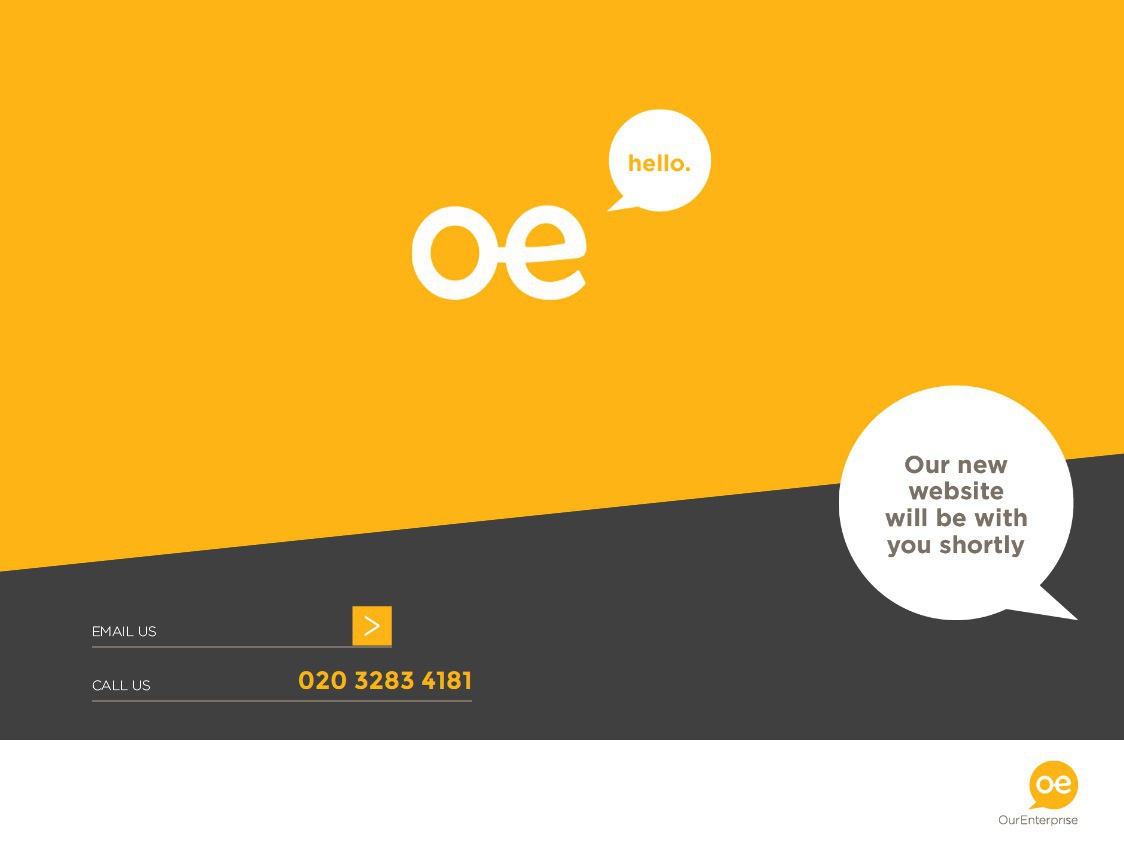 hello.
oe
Our new
website
will be with
you shortly
EMAIL US
>
CALL US 020 3283 4181
oe
OurEnterprise